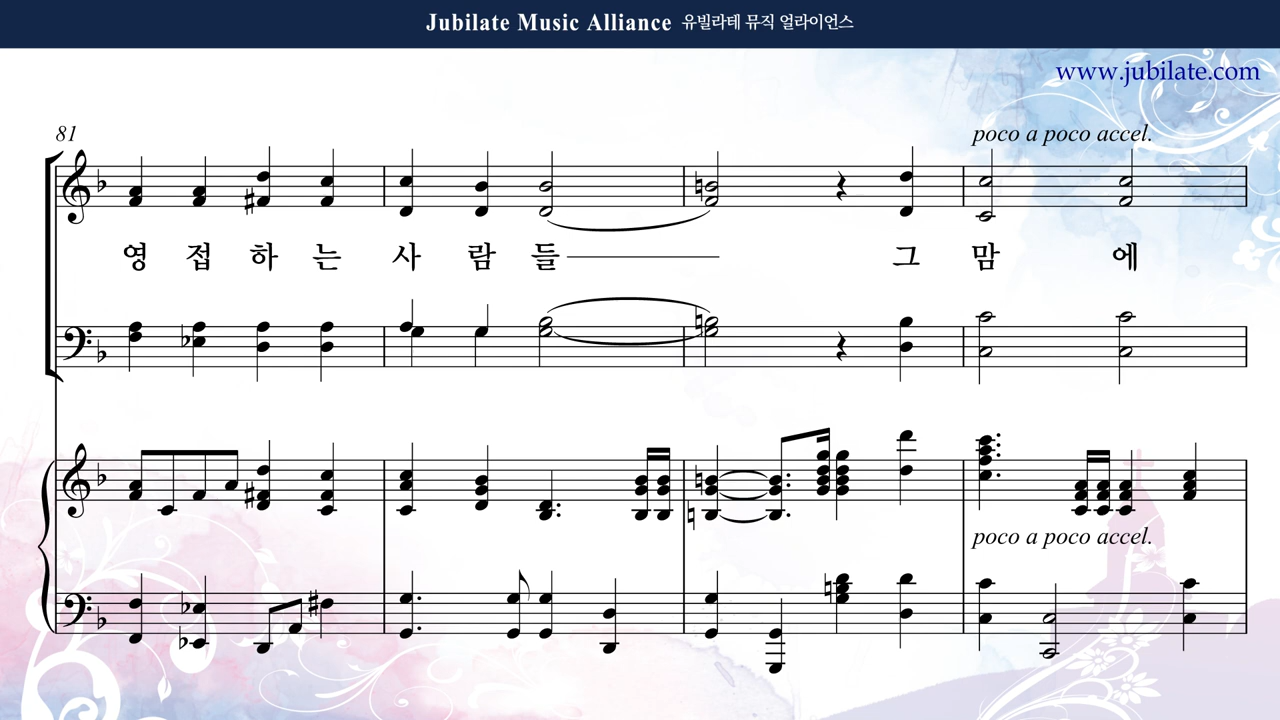 Jubilate Music Alliance 유빌라테 뮤직 얼라이언스
www.jubilate.com
81
poco a poco accel.
영 접 하 는 사 람 들 그 맘 에
poco a poco accel.